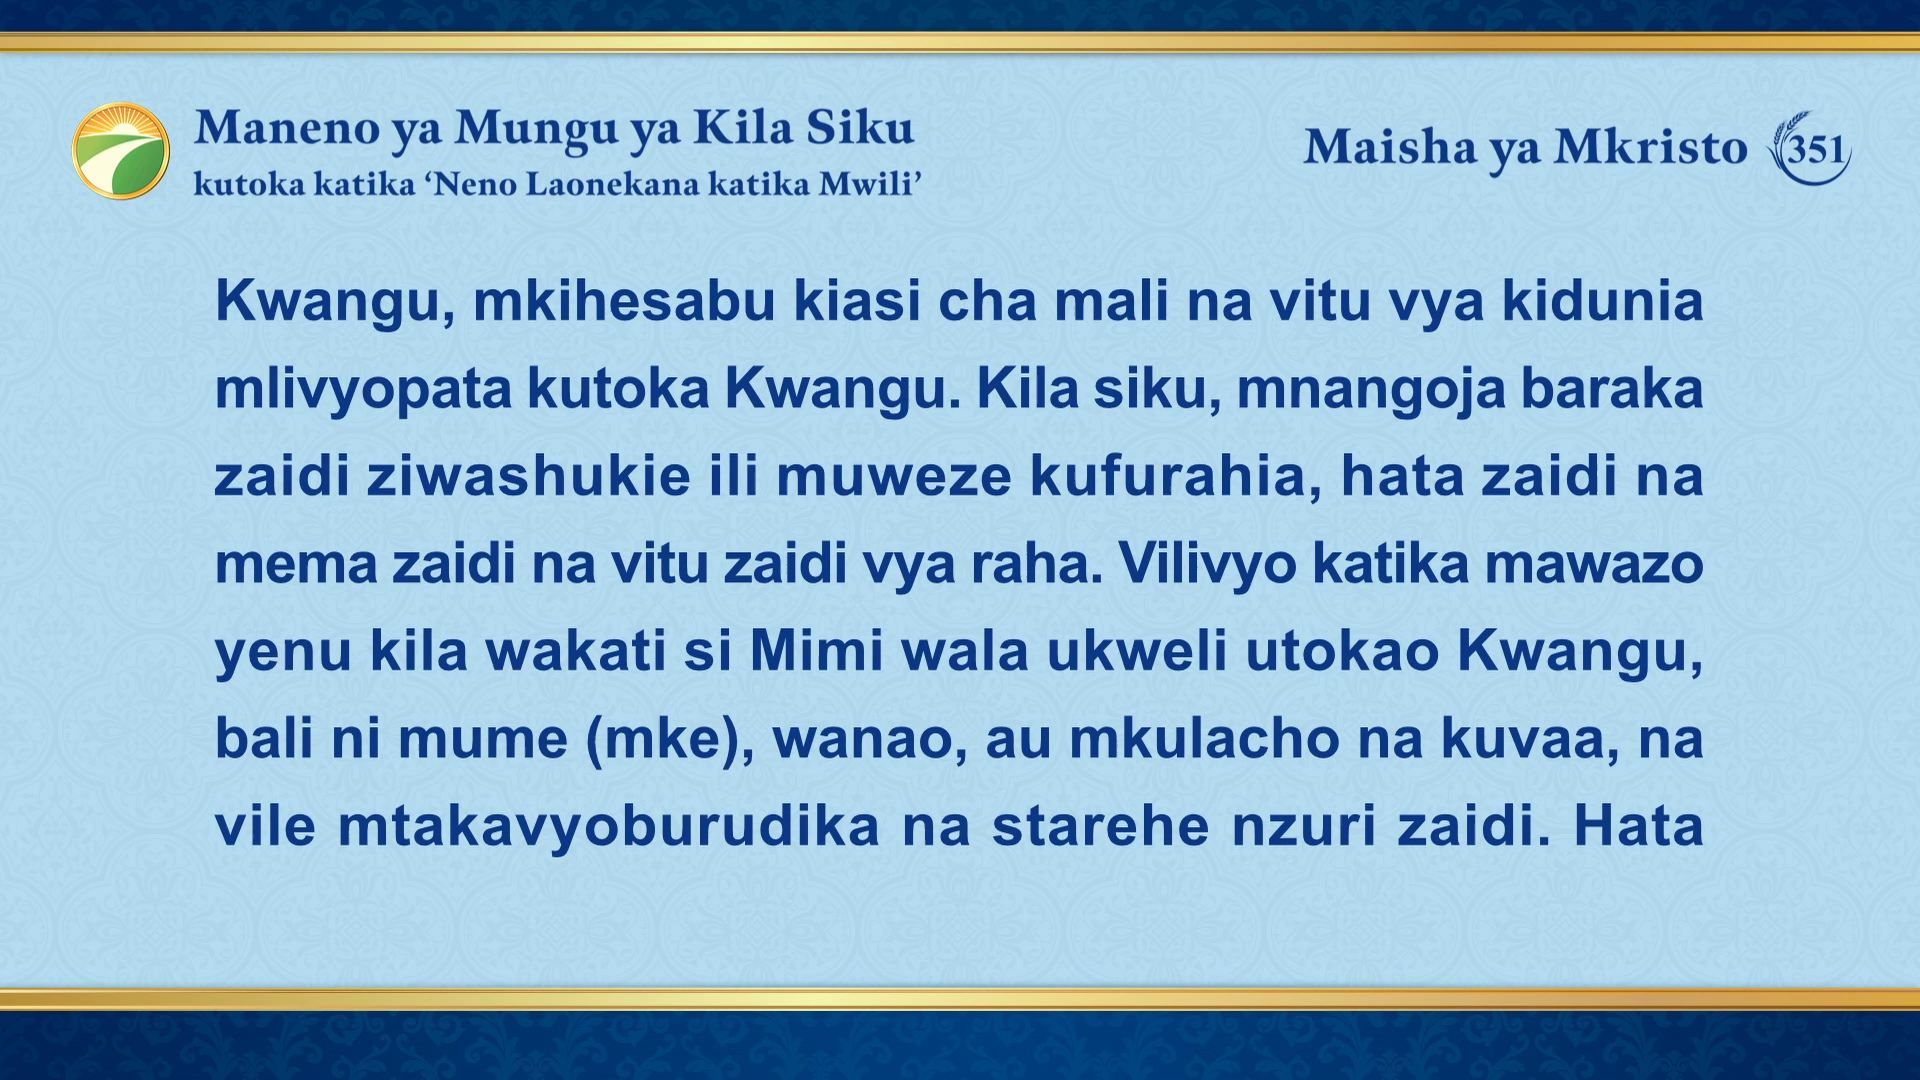 Maneno ya Mungu ya Kila Siku
kutoka katika ‘Neno Laonekana katika Mwili’
Maisha ya Mkristo 351
Kwangu, mkihesabu kiasi cha mali na vitu vya kidunia
mlivyopata kutoka Kwangu. Kila siku, mnangoja baraka
zaidi ziwashukie ili muweze kufurahia, hata zaidi na
mema zaidi na vitu zaidi vya raha. Vilivyo katika mawazo
yenu kila wakati si Mimi wala ukweli utokao Kwangu,
bali ni mume (mke), wanao, au mkulacho na kuvaa, na
vile mtakavyoburudika na starehe nzuri zaidi. Hata